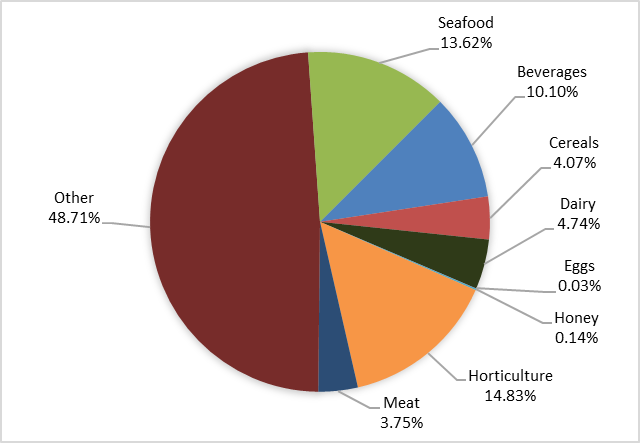 Seafood
13.62%
Beverages
10.10%
Cereals
4.07%
Dairy
4.74%
Eggs
0.03%
Honey
0.14%
Horticulture
14.83%
Meat
3.75%
Other
48.71%